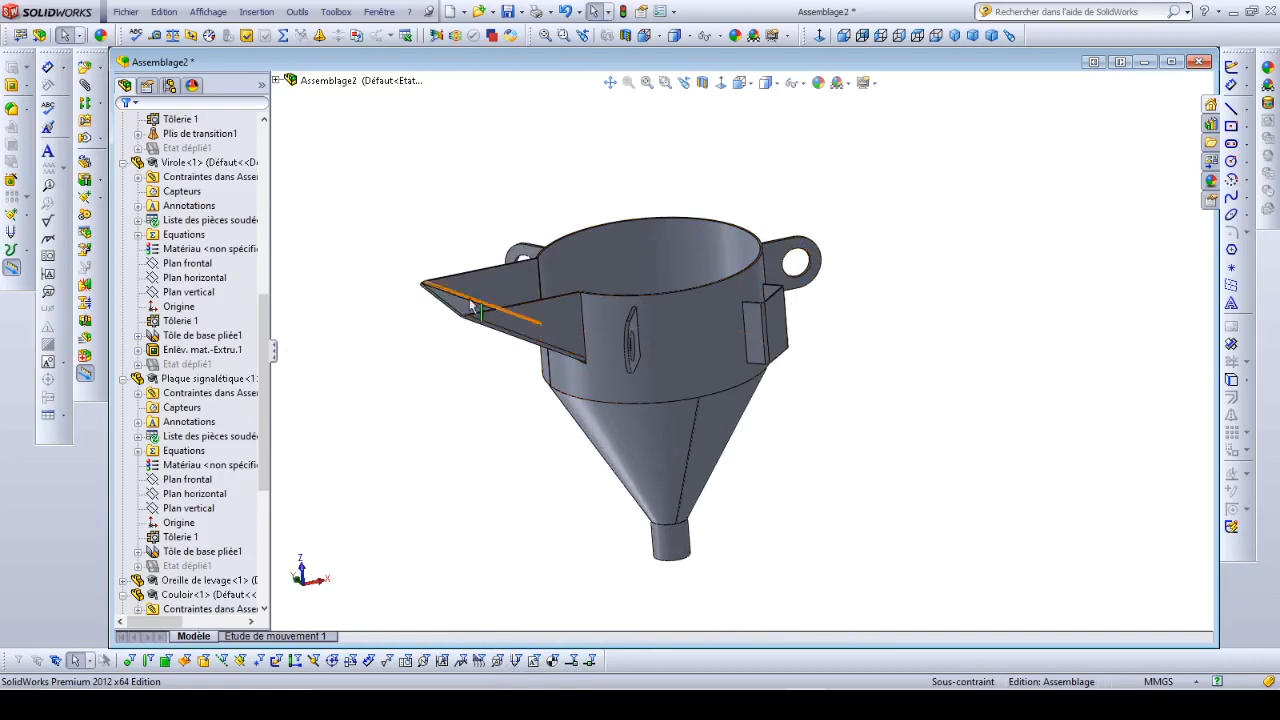 SOLIDWORKS Fichier Edition Affichage Insertion Outils Toolbox Fenêtre ? Assemblage2 * Rechercher dans l'aide de SolidWorks
Assemblage2 *
Assemblage2 (Défaut<Etat...
Tôlerie 1
Plis de transition1
Etat déplié1
Virole<1> (Défaut<<De
Contraintes dans Asse
Capteurs
Annotations
Liste des pièces soudée
Equations
Matériau <non spécifi
Plan frontal
Plan horizontal
Plan vertical
Origine
Tôlerie 1
Tôle de base pliée1
Enlèv. mat.-Extru.1
Etat déplié1
Plaque signalétique<1>
Contraintes dans Asse
Capteurs
Annotations
Liste des pièces soudée
Equations
Matériau <non spécifi
Plan frontal
Plan horizontal
Plan vertical
Origine
Tôlerie 1
Tôle de base pliée1
Etat déplié1
Oreille de levage<1> (D
Couloir<1> (Défaut<<
Contraintes dans Asse
Z
Y
X
Modèle Etude de mouvement 1
SolidWorks Premium 2012 x64 Edition Sous-contraint Edition: Assemblage MMGS